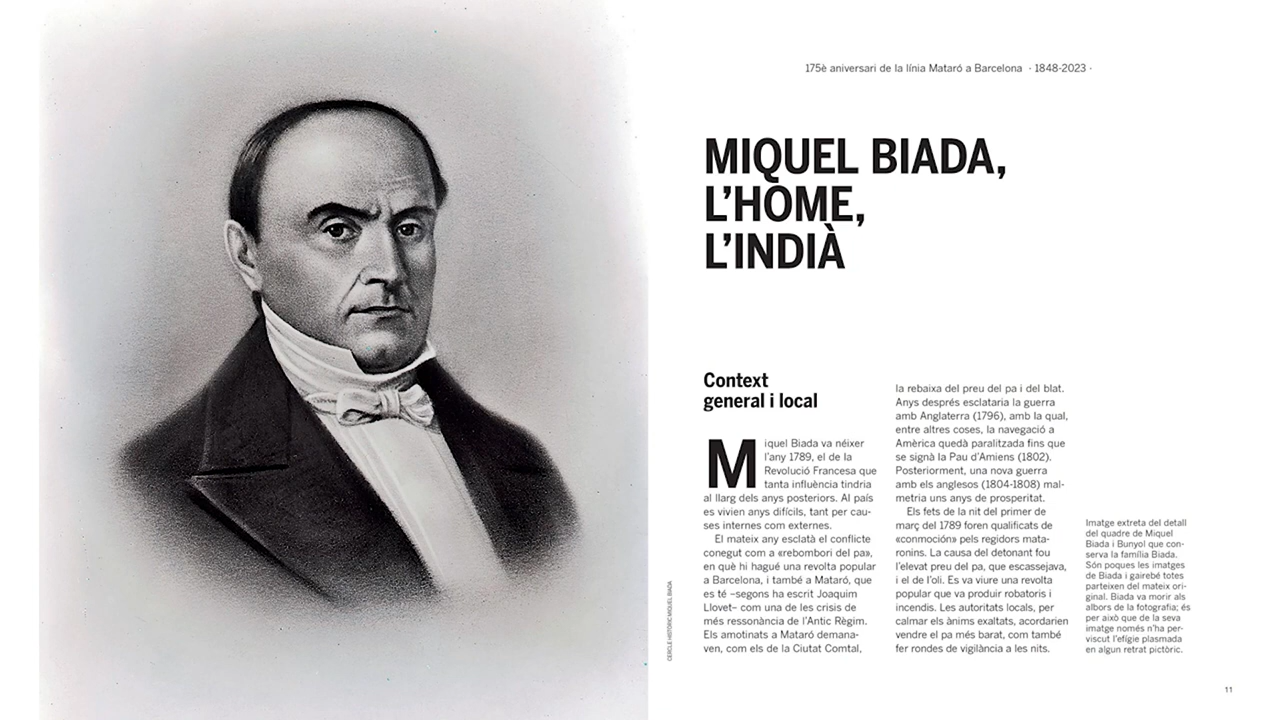 175è aniversari de la línia Mataró a Barcelona · 1848-2023 ·
MIQUEL BIADA,
L’HOME,
L’INDIÀ
Context
general i local
Miquel Biada va néixer
l’any 1789, el de la
Revolució Francesa que
tanta influència tindria
al llarg dels anys posteriors. Al país
es vivien anys difícils, tant per cau-
ses internes com externes.
El mateix any esclatà el conflicte
conegut com a «rebombori del pa»,
en què hi hagué una revolta popular
a Barcelona, i també a Mataró, que
es té –segons ha escrit Joaquim
Llovet– com una de les crisis de
més ressonància de l’Antic Règim.
Els amotinats a Mataró demana-
ven, com els de la Ciutat Comtal,
la rebaixa del preu del pa i del blat.
Anys després esclataria la guerra
amb Anglaterra (1796), amb la qual,
entre altres coses, la navegació a
Amèrica quedà paralitzada fins que
se signà la Pau d’Amiens (1802).
Posteriorment, una nova guerra
amb els anglesos (1804-1808) mal-
metria uns anys de prosperitat.
Els fets de la nit del primer de
març del 1789 foren qualificats de
«conmoción» pels regidors mata-
ronins. La causa del detonant fou
l’elevat preu del pa, que escassejava,
i el de l’oli. Es va viure una revolta
popular que va produir robatoris i
incendis. Les autoritats locals, per
calmar els ànims exaltats, acordarien
vendre el pa més barat, com també
fer rondes de vigilància a les nits.
Imatge extreta del detall
del quadre de Miquel
Biada i Bunyol que con-
serva la família Biada.
Són poques les imatges
de Biada i gairebé totes
parteixen del mateix ori-
ginal. Biada va morir als
albors de la fotografia; és
per això que de la seva
imatge només n’ha per-
viscut l’efígie plasmada
en algun retrat pictòric.
CERCLE HISTÒRIC MIQUEL BIADA
11